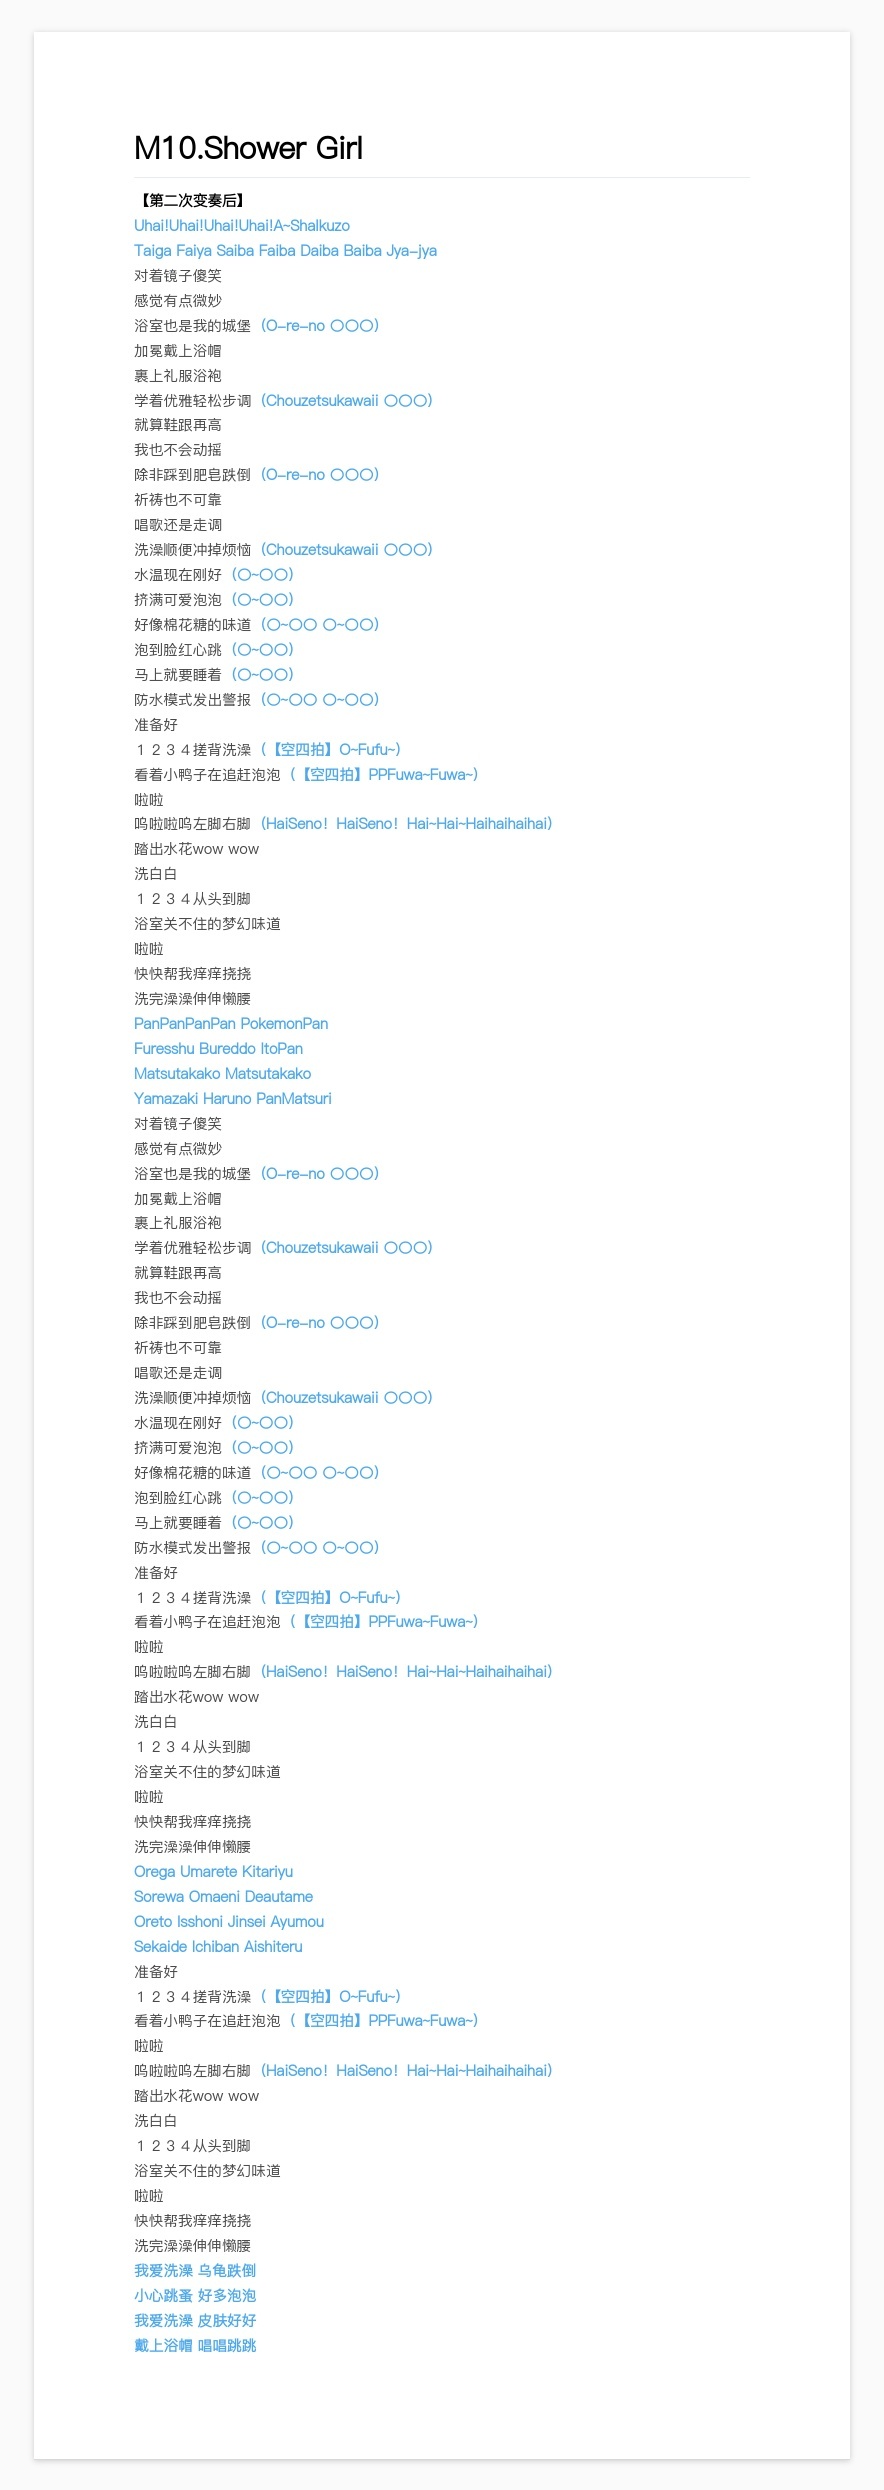 M10.Shower Girl
【第二次变奏后】
Uhai!Uhai!Uhai!Uhai!A~Shalkuzo
Taiga Faiya Saiba Faiba Daiba Baiba Jya-jya
对着镜子傻笑
感觉有点微妙
浴室也是我的城堡（O-re-no 〇〇〇）
加冕戴上浴帽
裹上礼服浴袍
学着优雅轻松步调（Chouzetsukawaii 〇〇〇）
就算鞋跟再高
我也不会动摇
除非踩到肥皂跌倒（O-re-no 〇〇〇）
祈祷也不可靠
唱歌还是走调
洗澡顺便冲掉烦恼（Chouzetsukawaii 〇〇〇）
水温现在刚好（〇~〇〇）
挤满可爱泡泡（〇~〇〇）
好像棉花糖的味道（〇~〇〇 〇~〇〇）
泡到脸红心跳（〇~〇〇）
马上就要睡着（〇~〇〇）
防水模式发出警报（〇~〇〇 〇~〇〇）
准备好
１２３４搓背洗澡（【空四拍】O~Fufu~）
看着小鸭子在追赶泡泡（【空四拍】PPFuwa~Fuwa~）
啦啦
呜啦啦呜左脚右脚（HaiSeno！HaiSeno！Hai~Hai~Haihaihaihai）
踏出水花wow wow
洗白白
１２３４从头到脚
浴室关不住的梦幻味道
啦啦
快快帮我痒痒挠挠
洗完澡澡伸伸懒腰
PanPanPanPan PokemonPan
Furesshu Bureddo ItoPan
Matsutakako Matsutakako
Yamazaki Haruno PanMatsuri
对着镜子傻笑
感觉有点微妙
浴室也是我的城堡（O-re-no 〇〇〇）
加冕戴上浴帽
裹上礼服浴袍
学着优雅轻松步调（Chouzetsukawaii 〇〇〇）
就算鞋跟再高
我也不会动摇
除非踩到肥皂跌倒（O-re-no 〇〇〇）
祈祷也不可靠
唱歌还是走调
洗澡顺便冲掉烦恼（Chouzetsukawaii 〇〇〇）
水温现在刚好（〇~〇〇）
挤满可爱泡泡（〇~〇〇）
好像棉花糖的味道（〇~〇〇 〇~〇〇）
泡到脸红心跳（〇~〇〇）
马上就要睡着（〇~〇〇）
防水模式发出警报（〇~〇〇 〇~〇〇）
准备好
１２３４搓背洗澡（【空四拍】O~Fufu~）
看着小鸭子在追赶泡泡（【空四拍】PPFuwa~Fuwa~）
啦啦
呜啦啦呜左脚右脚（HaiSeno！HaiSeno！Hai~Hai~Haihaihaihai）
踏出水花wow wow
洗白白
１２３４从头到脚
浴室关不住的梦幻味道
啦啦
快快帮我痒痒挠挠
洗完澡澡伸伸懒腰
Orega Umarete Kitariyu
Sorewa Omaeni Deautame
Oreto Isshoni Jinsei Ayumou
Sekaide Ichiban Aishiteru
准备好
１２３４搓背洗澡（【空四拍】O~Fufu~）
看着小鸭子在追赶泡泡（【空四拍】PPFuwa~Fuwa~）
啦啦
呜啦啦呜左脚右脚（HaiSeno！HaiSeno！Hai~Hai~Haihaihaihai）
踏出水花wow wow
洗白白
１２３４从头到脚
浴室关不住的梦幻味道
啦啦
快快帮我痒痒挠挠
洗完澡澡伸伸懒腰
我爱洗澡 乌龟跌倒
小心跳蚤 好多泡泡
我爱洗澡 皮肤好好
戴上浴帽 唱唱跳跳